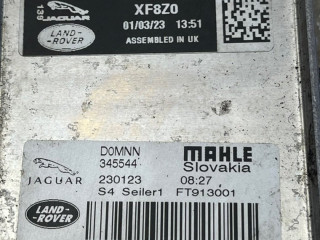 XF8Z0
139
JAGUAR
01/03/23 13:51
LAND-
ROVER
ASSEMBLED IN UK
D0MNN
345544
MAHLE
Slovakia
JAGUAR
230123 08:27
S4 Seiler1 FT913001
LAND-
ROVER